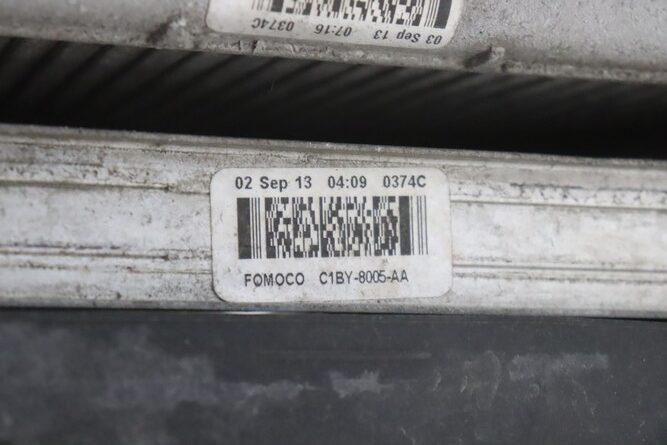 03 Sep 13 07:16 0374C
02 Sep 13 04:09 0374C
FOMOCO C1BY-8005-AA